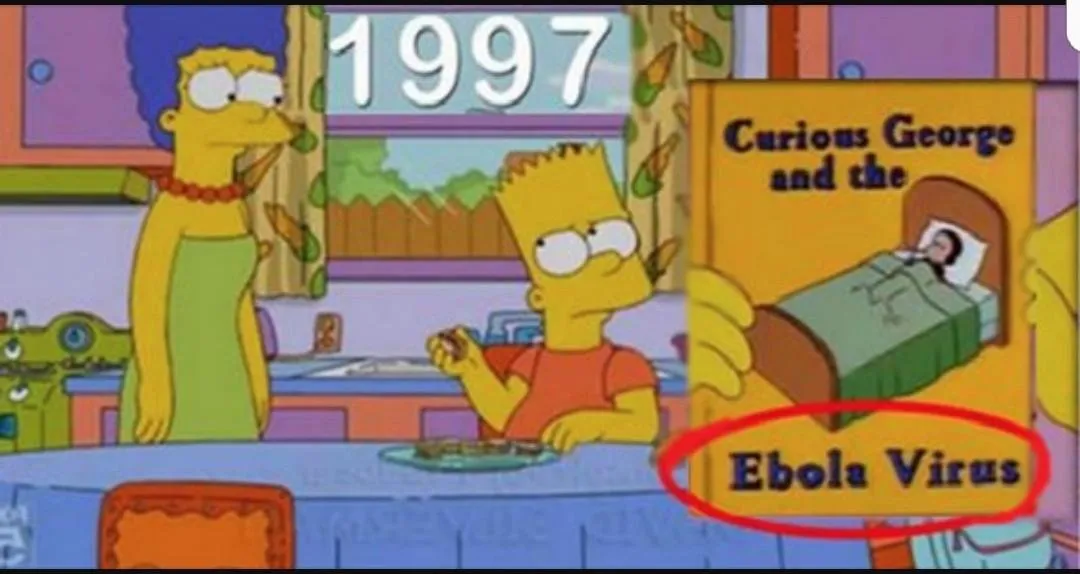 1997
Curious George
and the
Ebola Virus